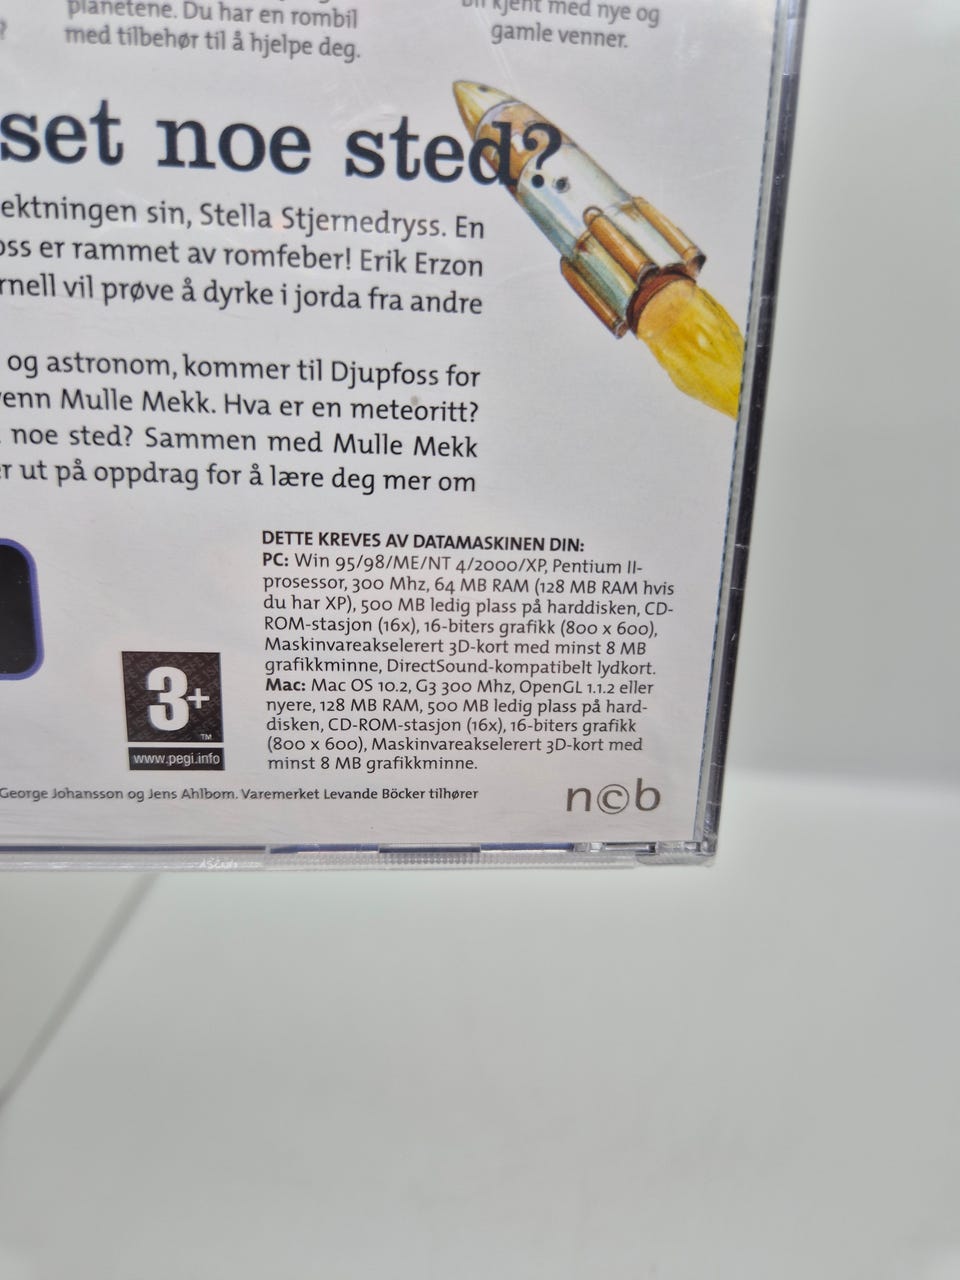 planetene. Du har en rombil
med tilbehør til å hjelpe deg.
kjent med nye og
gamle venner.
set noe sted?
ektningen sin, Stella Stjernedryss. En
oss er rammet av romfeber! Erik Erzon
rnell vil prøve å dyrke i jorda fra andre
og astronom, kommer til Djupfoss for
venn Mulle Mekk. Hva er en meteoritt?
noe sted? Sammen med Mulle Mekk
er ut på oppdrag for å lære deg mer om
DETTE KREVES AV DATAMASKINEN DIN:
PC: Win 95/98/ME/NT 4/2000/XP, Pentium II-
prosessor, 300 Mhz, 64 MB RAM (128 MB RAM hvis
du har XP), 500 MB ledig plass på harddisken, CD-
ROM-stasjon (16x), 16-biters grafikk (800 x 600),
Maskinvareakselerert 3D-kort med minst 8 MB
grafikkminne, DirectSound-kompatibelt lydkort.
Mac: Mac OS 10.2, G3 300 Mhz, OpenGL 1.1.2 eller
nyere, 128 MB RAM, 500 MB ledig plass på hard-
disken, CD-ROM-stasjon (16x), 16-biters grafikk
(800 x 600), Maskinvareakselerert 3D-kort med
minst 8 MB grafikkminne.
3+
TM
www.pegi.info
George Johansson og Jens Ahlbom. Varemerket Levande Böcker tilhører
n©b